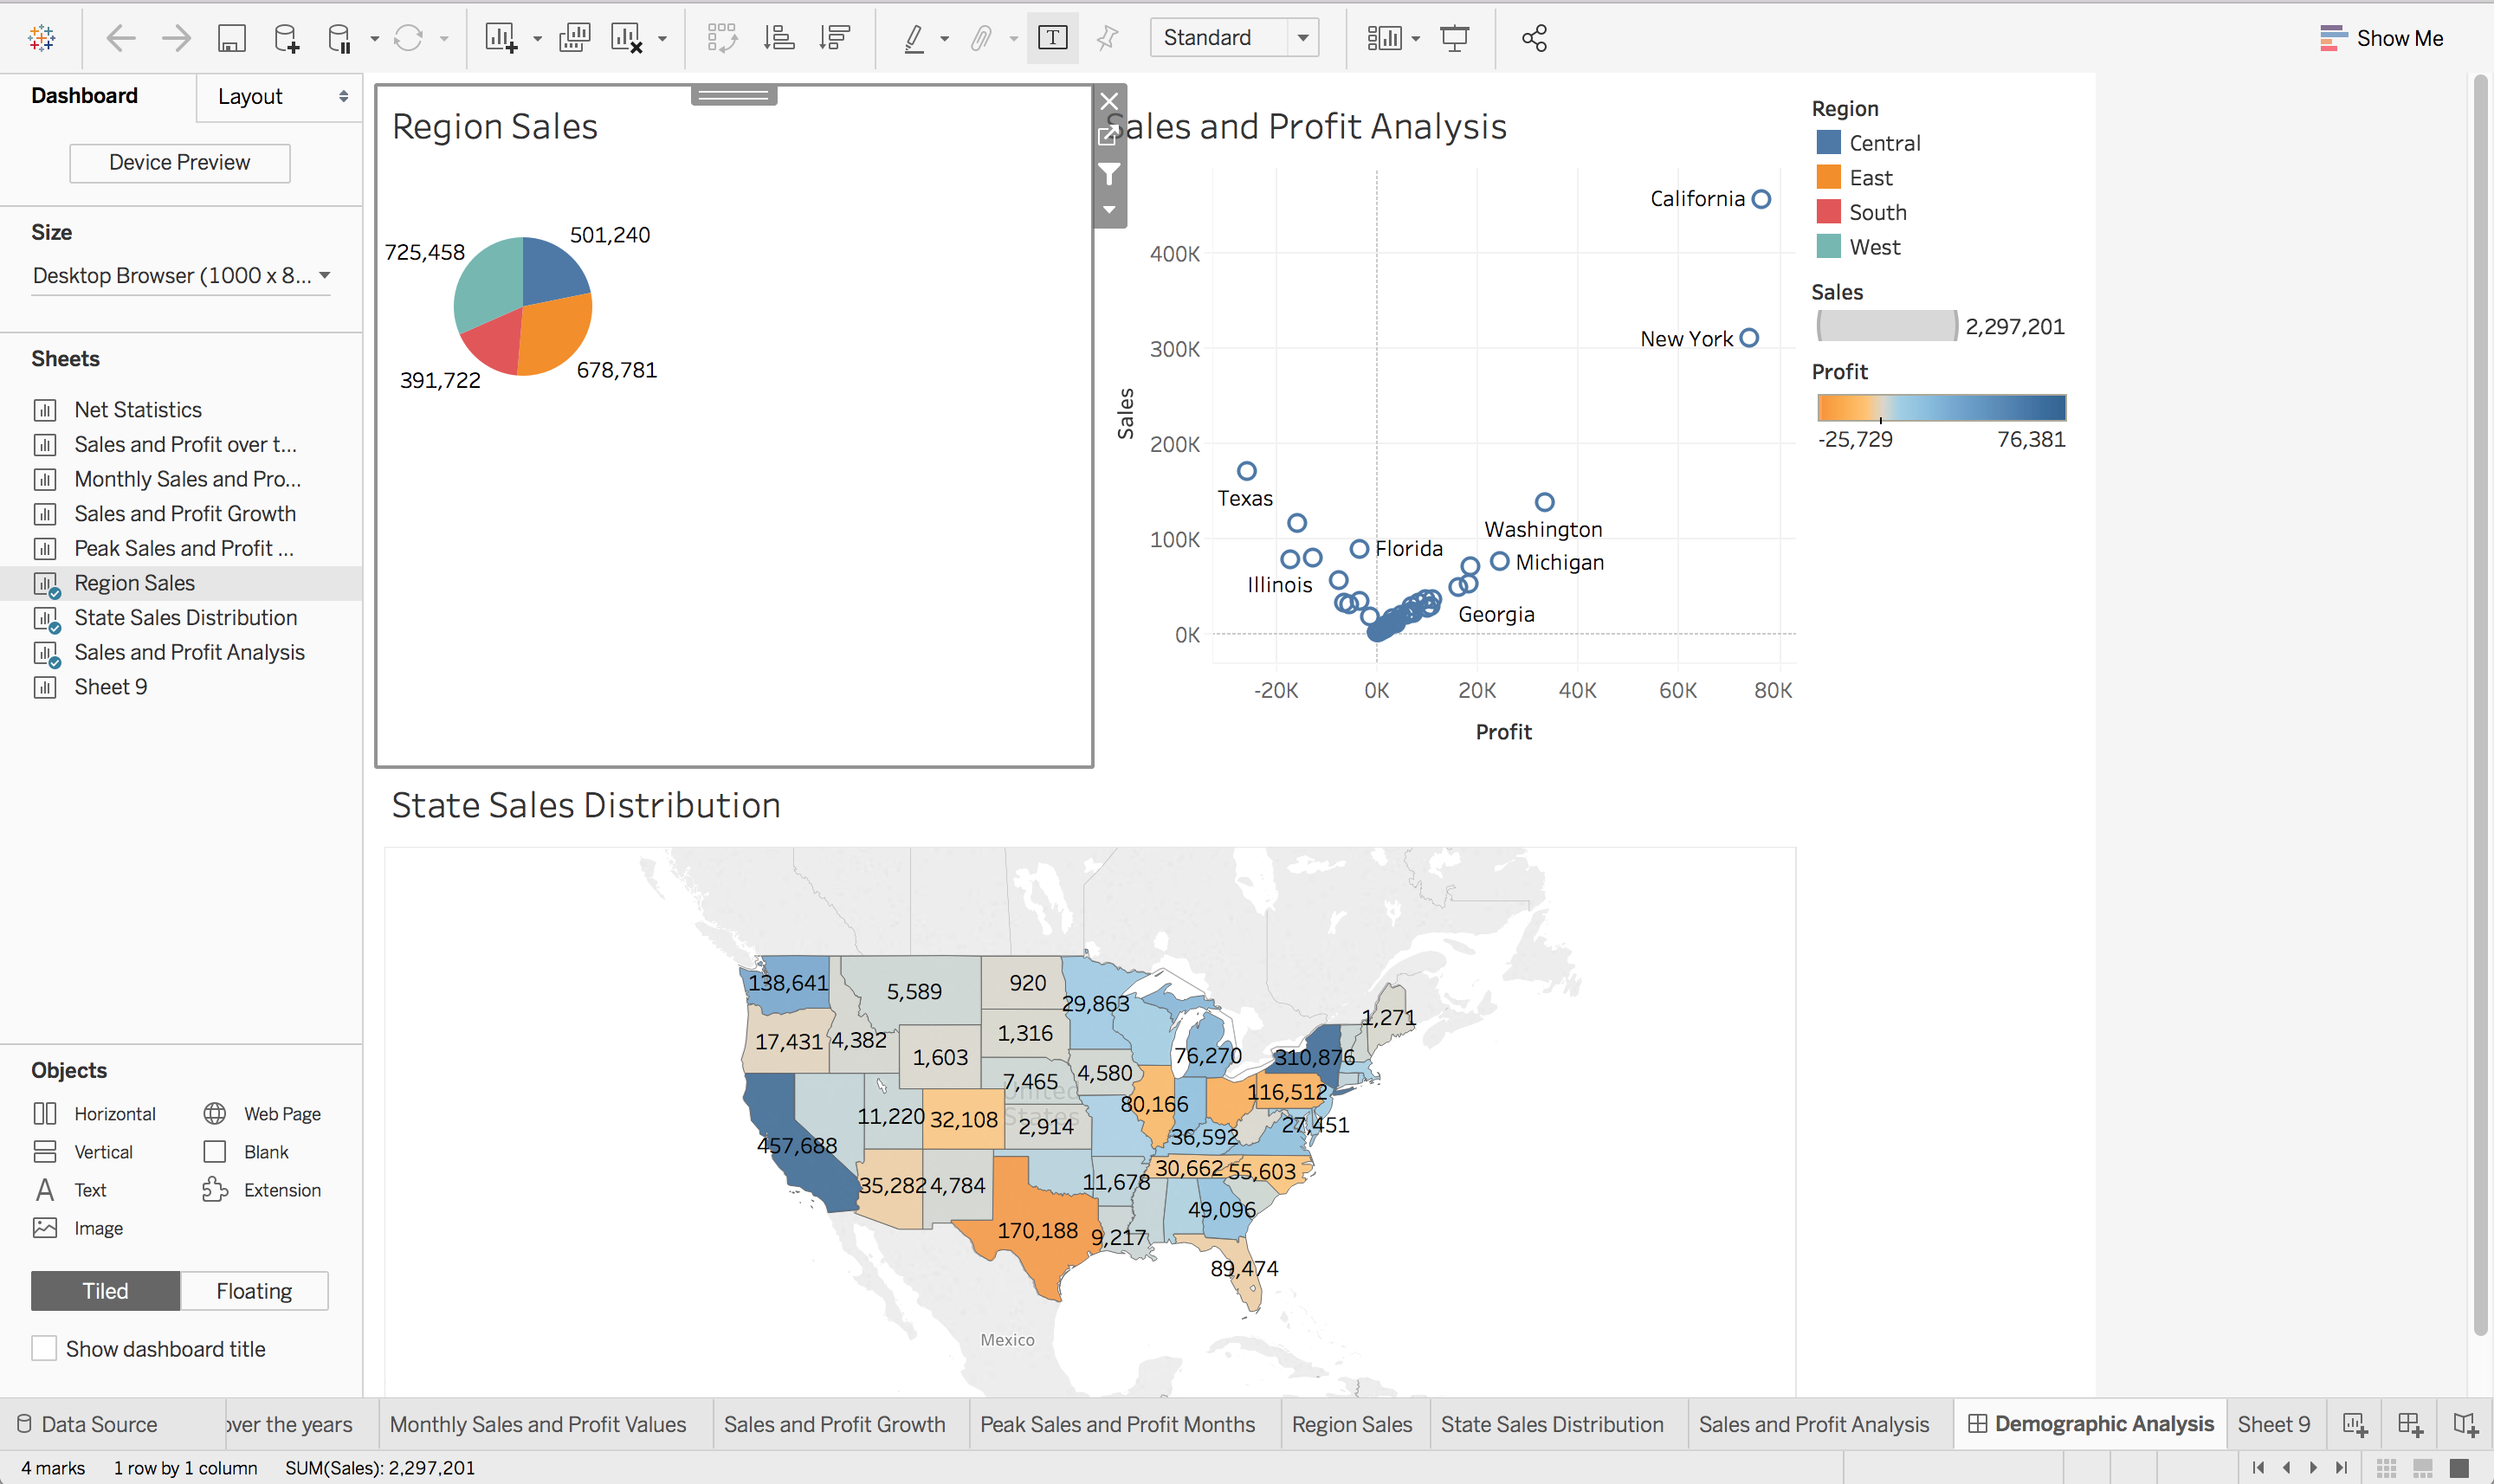 Standard
Show Me
Dashboard
Layout
Device Preview
Size
Desktop Browser (1000 x 8...
Sheets
Net Statistics
Sales and Profit over t...
Monthly Sales and Pro...
Sales and Profit Growth
Peak Sales and Profit ...
Region Sales
State Sales Distribution
Sales and Profit Analysis
Sheet 9
Objects
Horizontal
Web Page
Vertical
Blank
A Text
Extension
Image
Tiled
Floating
Show dashboard title
Region Sales
725,458
501,240
391,722
678,781
Sales and Profit Analysis
Sales
400K
300K
200K
100K
0K
California
New York
Texas
Washington
Florida
Michigan
Illinois
Georgia
-20K 0K 20K 40K 60K 80K
Profit
Region
Central
East
South
West
Sales
2,297,201
Profit
-25,729 76,381
State Sales Distribution
138,641
5,589
920
29,863
1,271
17,431
4,382
1,603
1,316
76,270
310,876
7,465
4,580
United
States
116,512
80,166
11,220
32,108
2,914
27,451
457,688
36,592
30,662
55,603
35,282
4,784
11,678
49,096
170,188
9,217
89,474
Mexico
Data Source
over the years
Monthly Sales and Profit Values
Sales and Profit Growth
Peak Sales and Profit Months
Region Sales
State Sales Distribution
Sales and Profit Analysis
Demographic Analysis
Sheet 9
4 marks 1 row by 1 column SUM(Sales): 2,297,201